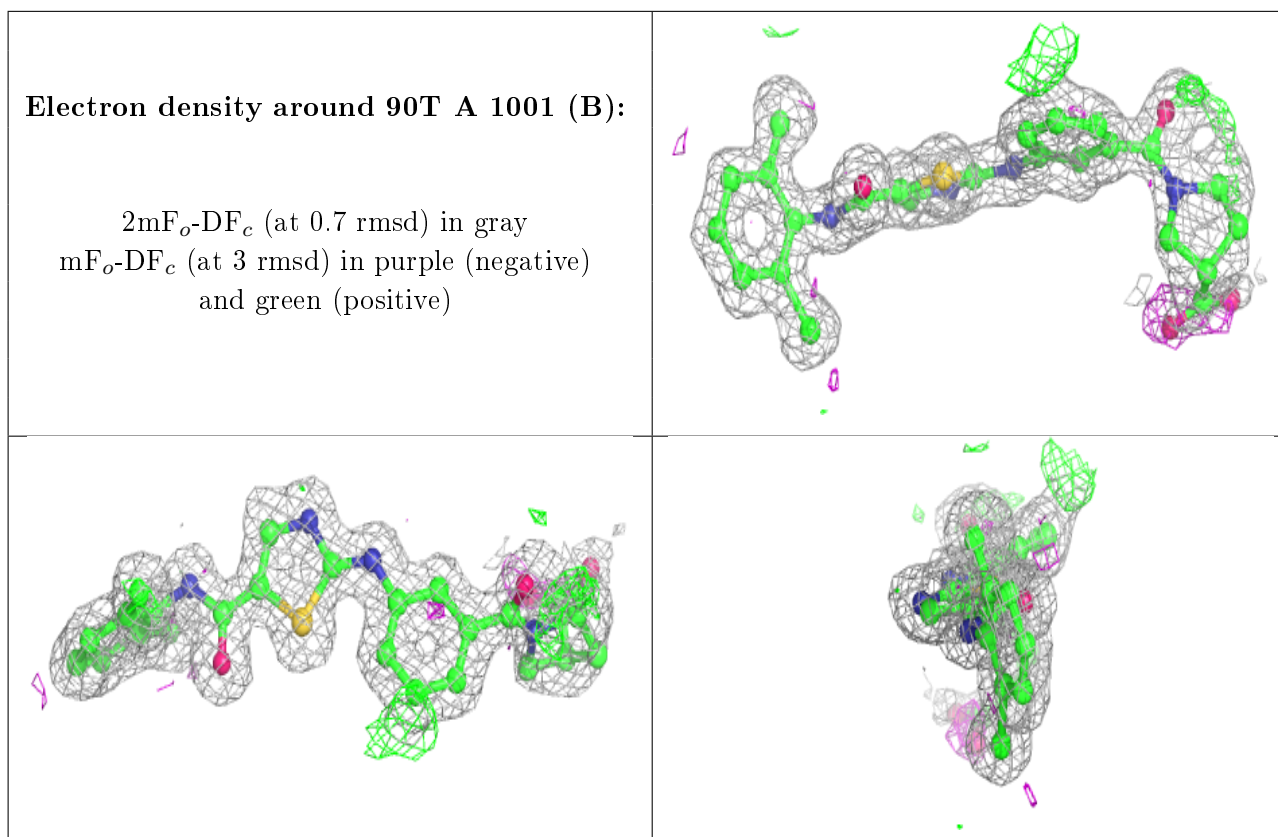 Electron density around 90T A 1001 (B):
2mFo-DFc (at 0.7 rmsd) in gray
mFo-DFc (at 3 rmsd) in purple (negative)
and green (positive)